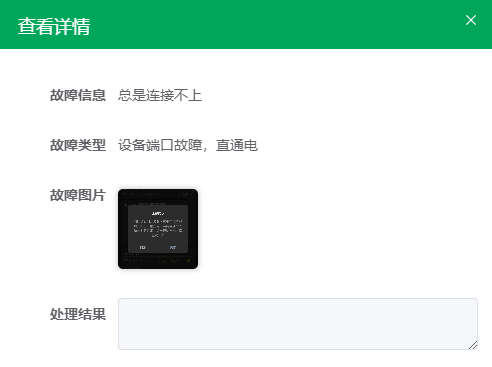 查看详情
故障信息 总是连接不上
故障类型 设备端口故障，直通电
故障图片
处理结果